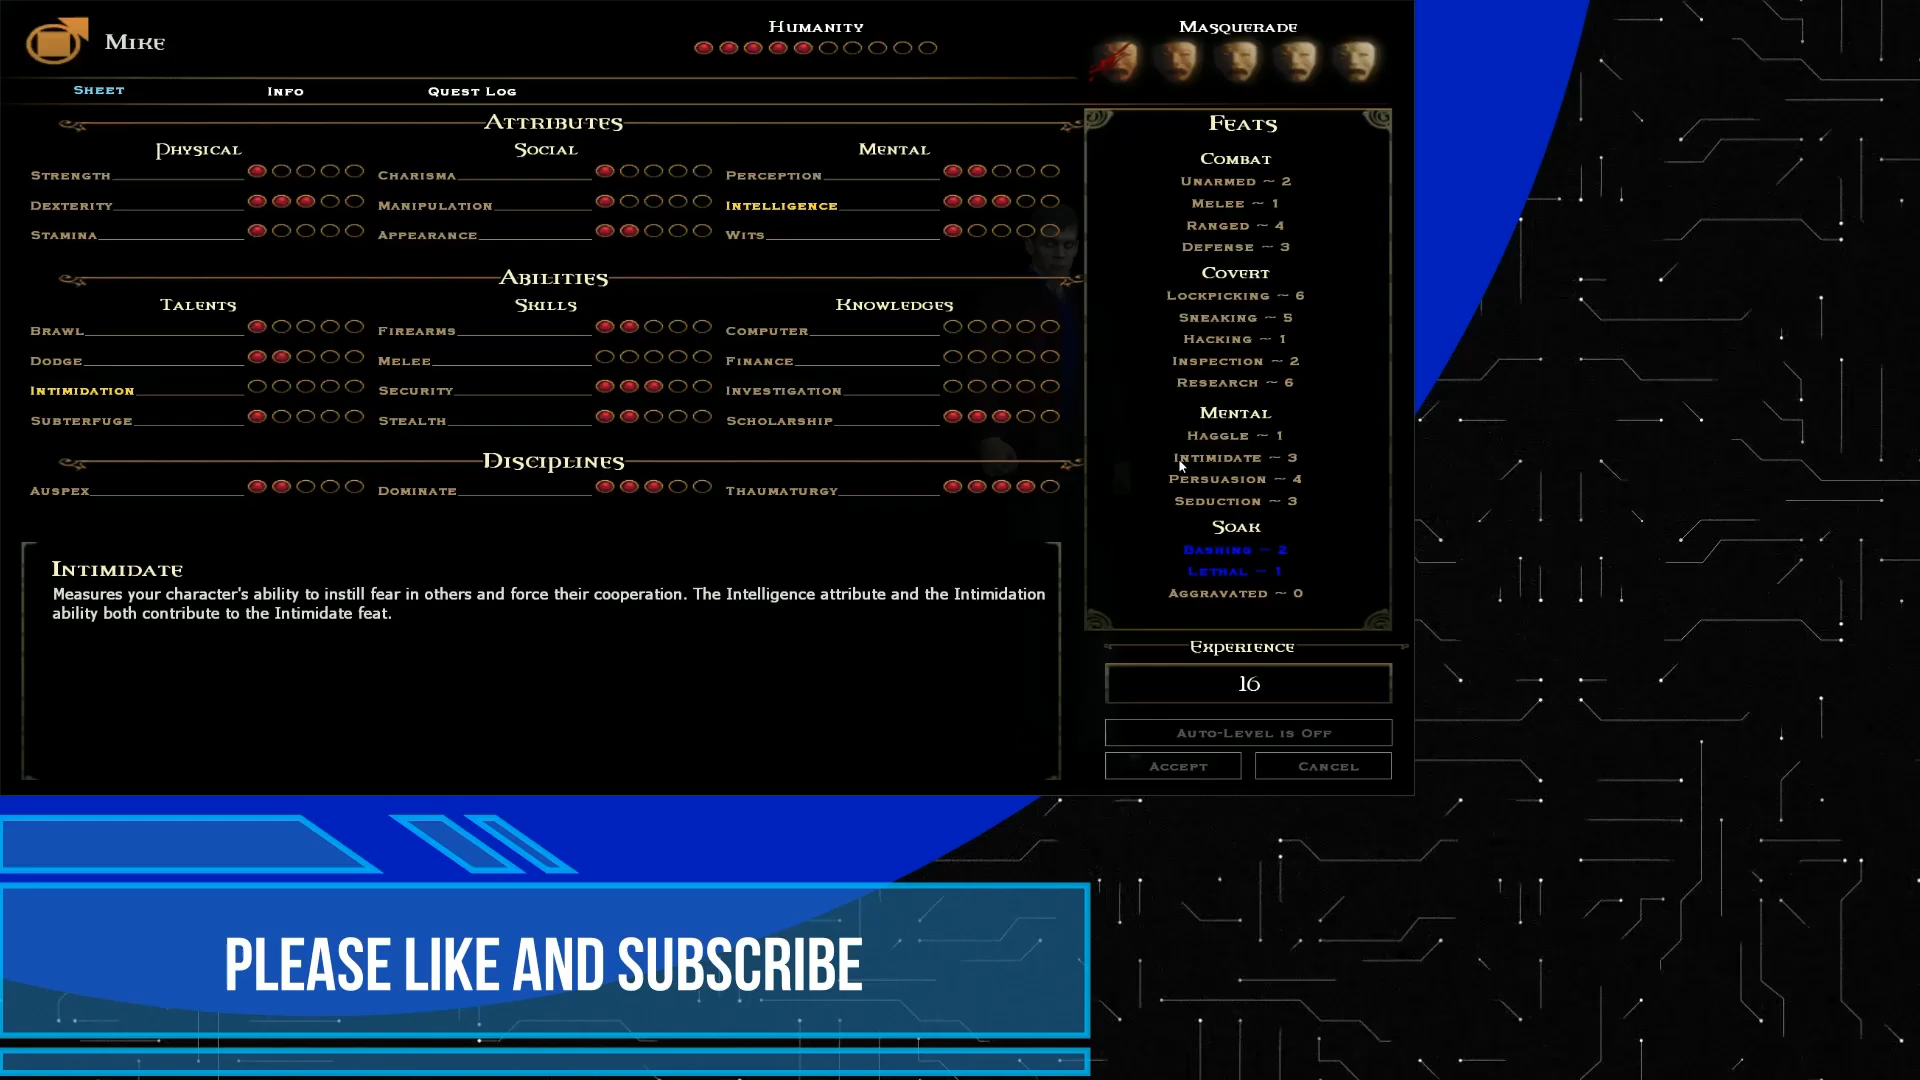 Mike
Humanity
Masquerade
Sheet
Info
Quest Log
Attributes
Physical
Social
Mental
Strength
Charisma
Perception
Dexterity
Manipulation
Intelligence
Stamina
Appearance
Wits
Abilities
Talents
Skills
Knowledges
Brawl
Firearms
Computer
Dodge
Melee
Finance
Intimidation
Security
Investigation
Subterfuge
Stealth
Scholarship
Disciplines
Auspex
Dominate
Thaumaturgy
Intimidate
Measures your character's ability to instill fear in others and force their cooperation. The Intelligence attribute and the Intimidation
ability both contribute to the Intimidate feat.
Feats
Combat
Unarmed ~ 2
Melee ~ 1
Ranged ~ 4
Defense ~ 3
Covert
Lockpicking ~ 6
Sneaking ~ 5
Hacking ~ 1
Inspection ~ 2
Research ~ 6
Mental
Haggle ~ 1
Intimidate ~ 3
Persuasion ~ 4
Seduction ~ 3
Soak
Bashing ~ 2
Lethal ~ 1
Aggravated ~ 0
Experience
16
Auto-Level is Off
Accept
Cancel
PLEASE LIKE AND SUBSCRIBE